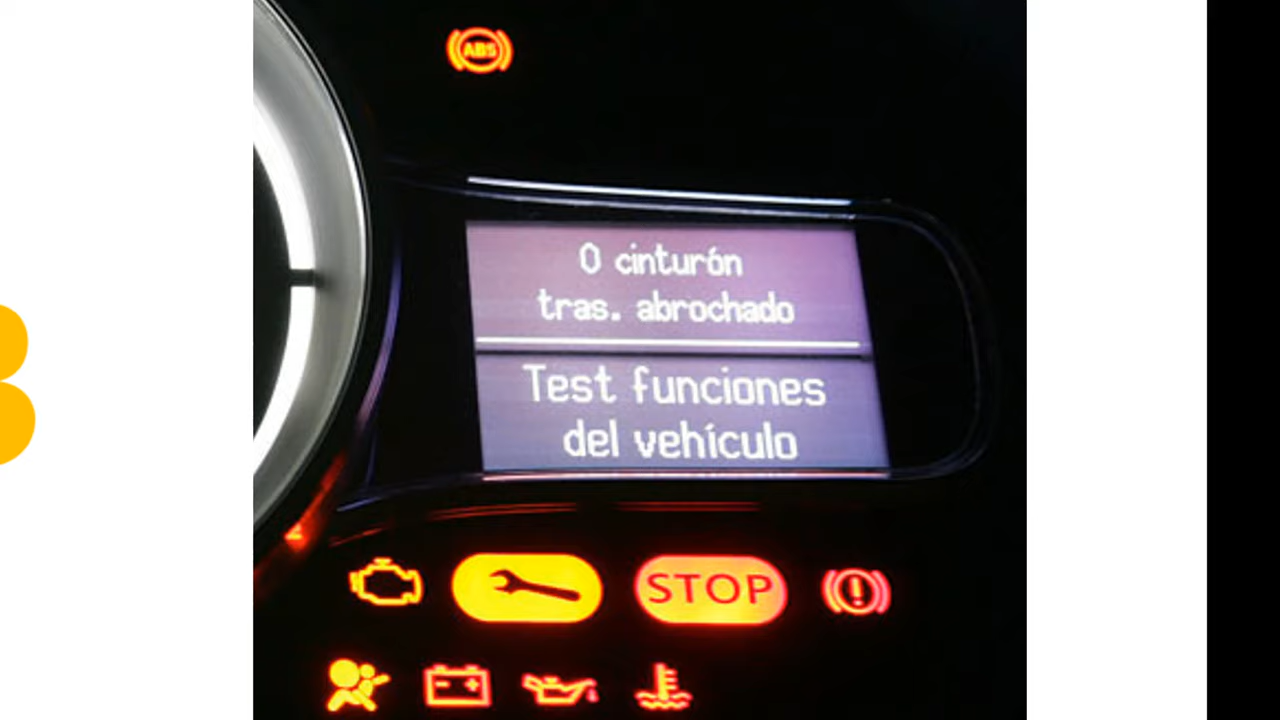 ABS
0 cinturón
tras. abrochado
Test funciones
del vehículo
STOP